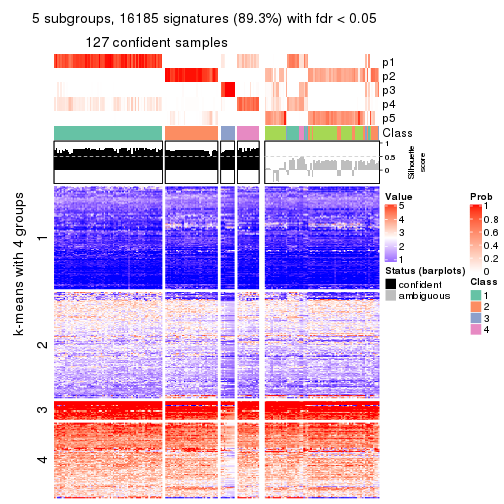 5 subgroups, 16185 signatures (89.3%) with fdr < 0.05
127 confident samples
p1
p2
p3
p4
p5
Class
1
0.5
0
Silhouette
score
k-means with 4 groups
1
2
3
4
Value
5
4
3
2
1
Status (barplots)
confident
ambiguous
Prob
1
0.8
0.6
0.4
0.2
0
Class
1
2
3
4